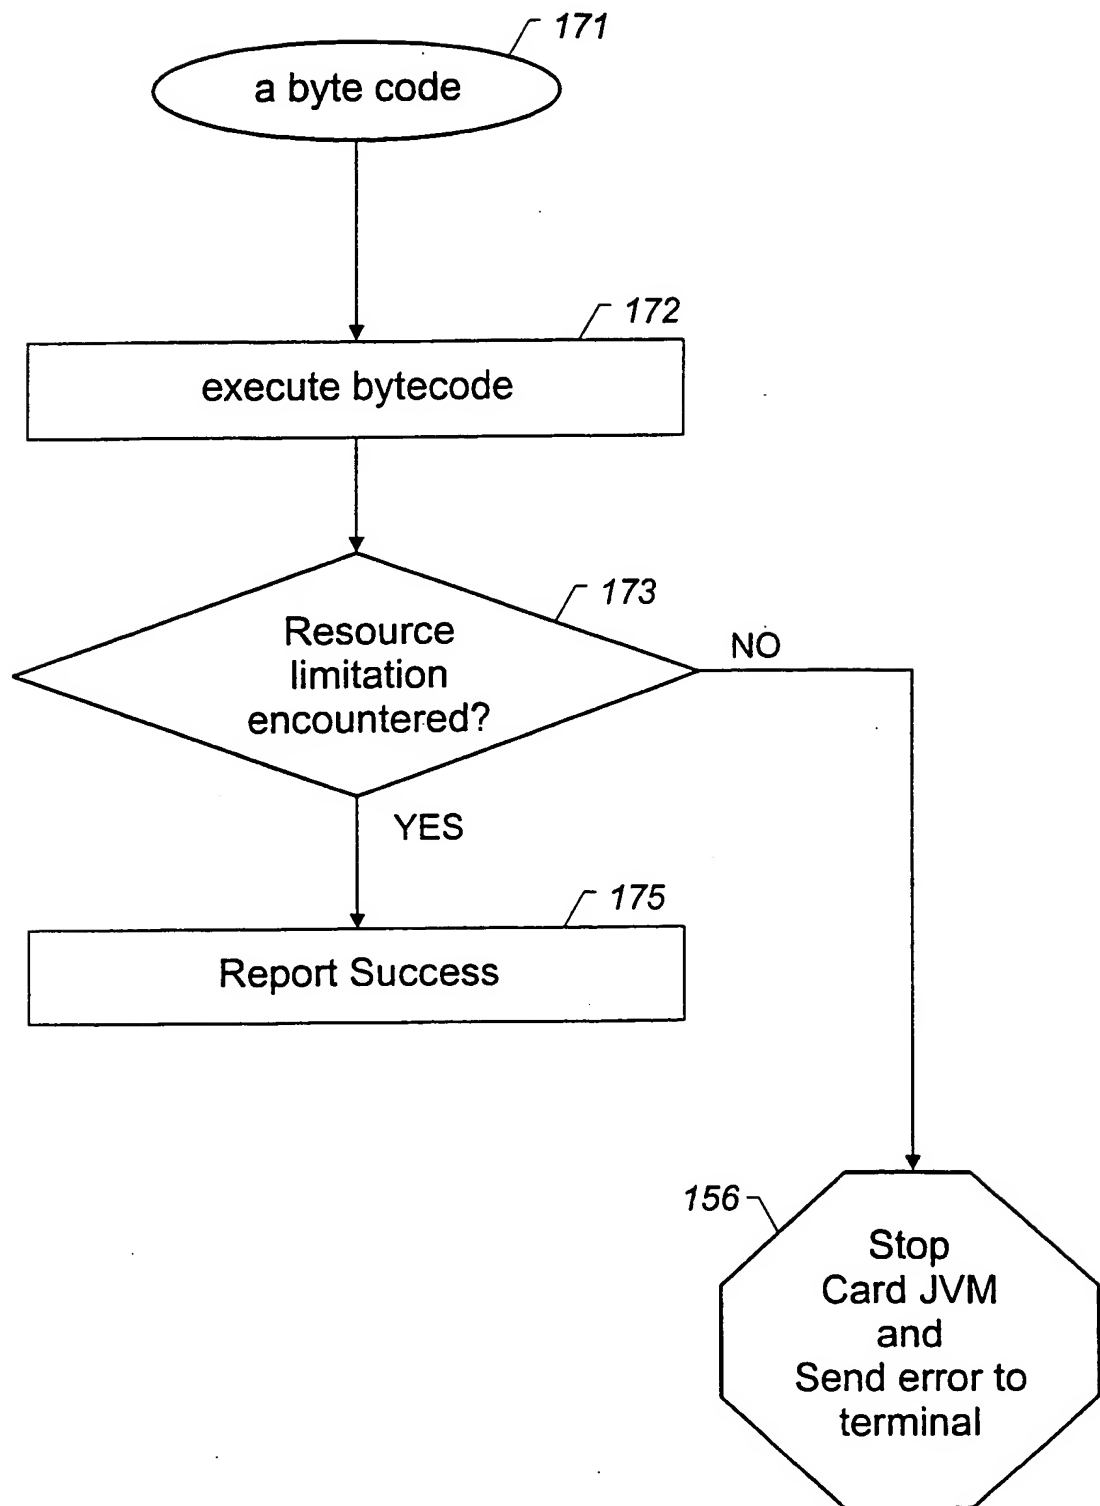 171
a byte code
172
execute bytecode
173
Resource
limitation
encountered?
NO
YES
175
Report Success
156
Stop
Card JVM
and
Send error to
terminal